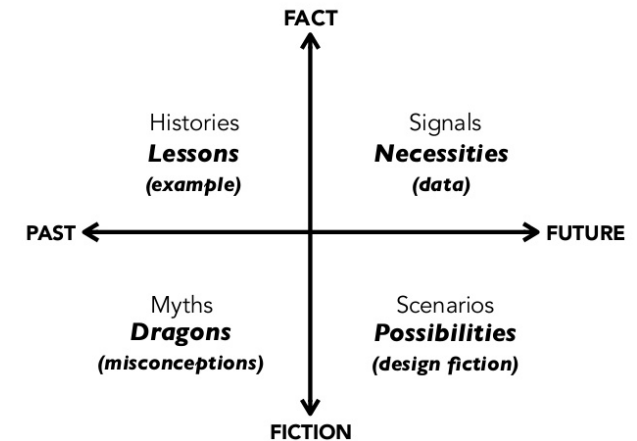 FACT
Histories
Lessons
(example)
Signals
Necessities
(data)
PAST
FUTURE
Myths
Dragons
(misconceptions)
Scenarios
Possibilities
(design fiction)
FICTION